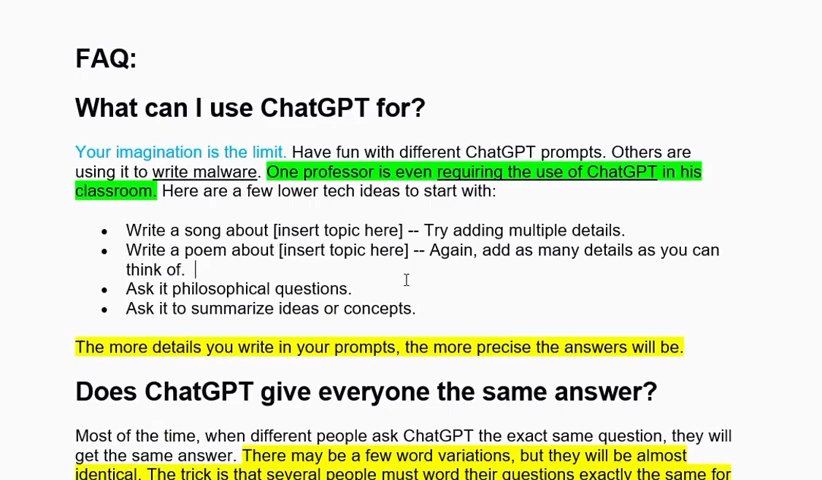 FAQ:
What can I use ChatGPT for?
Your imagination is the limit. Have fun with different ChatGPT prompts. Others are
using it to write malware. One professor is even requiring the use of ChatGPT in his
classroom. Here are a few lower tech ideas to start with:
• Write a song about [insert topic here] -- Try adding multiple details.
• Write a poem about [insert topic here] -- Again, add as many details as you can
think of.
• Ask it philosophical questions.
• Ask it to summarize ideas or concepts.
The more details you write in your prompts, the more precise the answers will be.
Does ChatGPT give everyone the same answer?
Most of the time, when different people ask ChatGPT the exact same question, they will
get the same answer. There may be a few word variations, but they will be almost
identical. The trick is that several people must word their questions exactly the same for